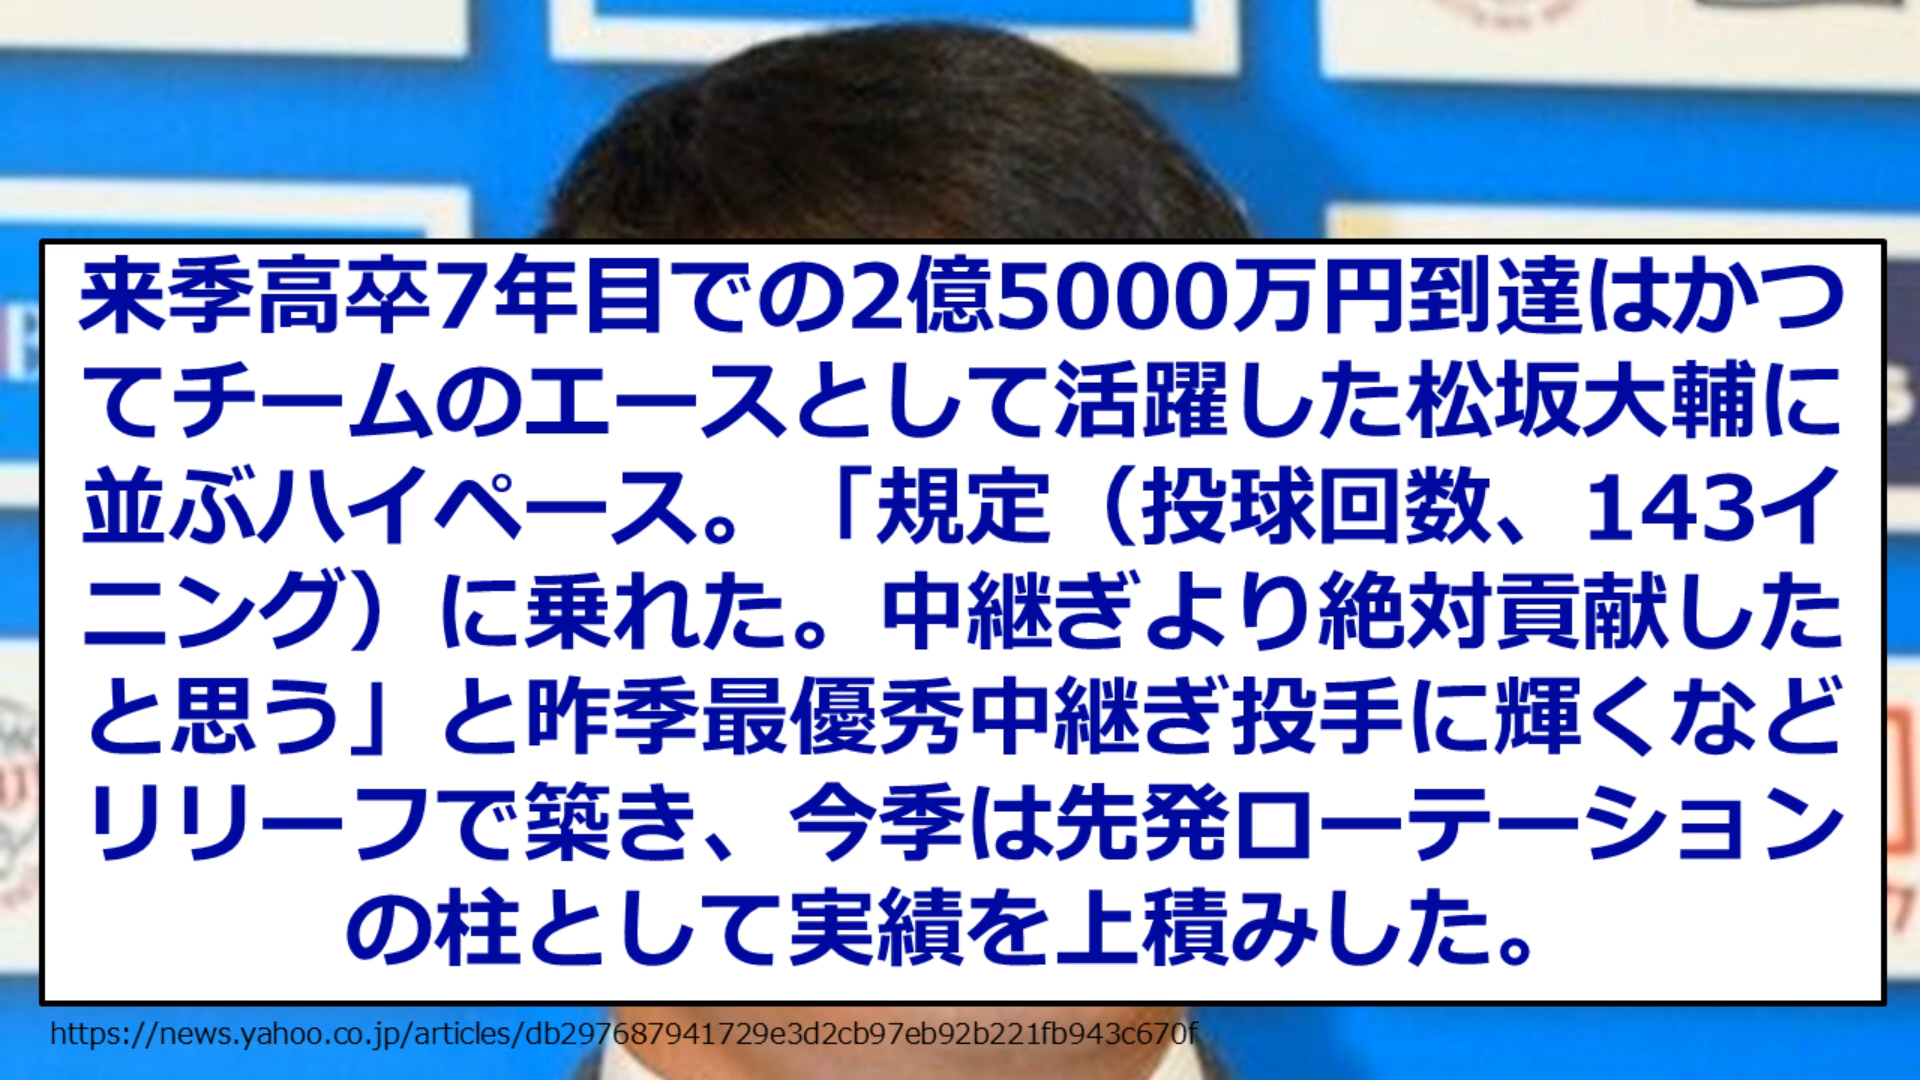 来季高卒7年目での2億5000万円到達はかつ
てチームのエースとして活躍した松坂大輔に
並ぶハイペース。「規定（投球回数、143イ
ニング）に乗れた。中継ぎより絶対貢献した
と思う」と昨季最優秀中継ぎ投手に輝くなど
リリーフで築き、今季は先発ローテーション
の柱として実績を上積みした。
https://news.yahoo.co.jp/articles/db297687941729e3d2cb97eb92b221fb943c670f